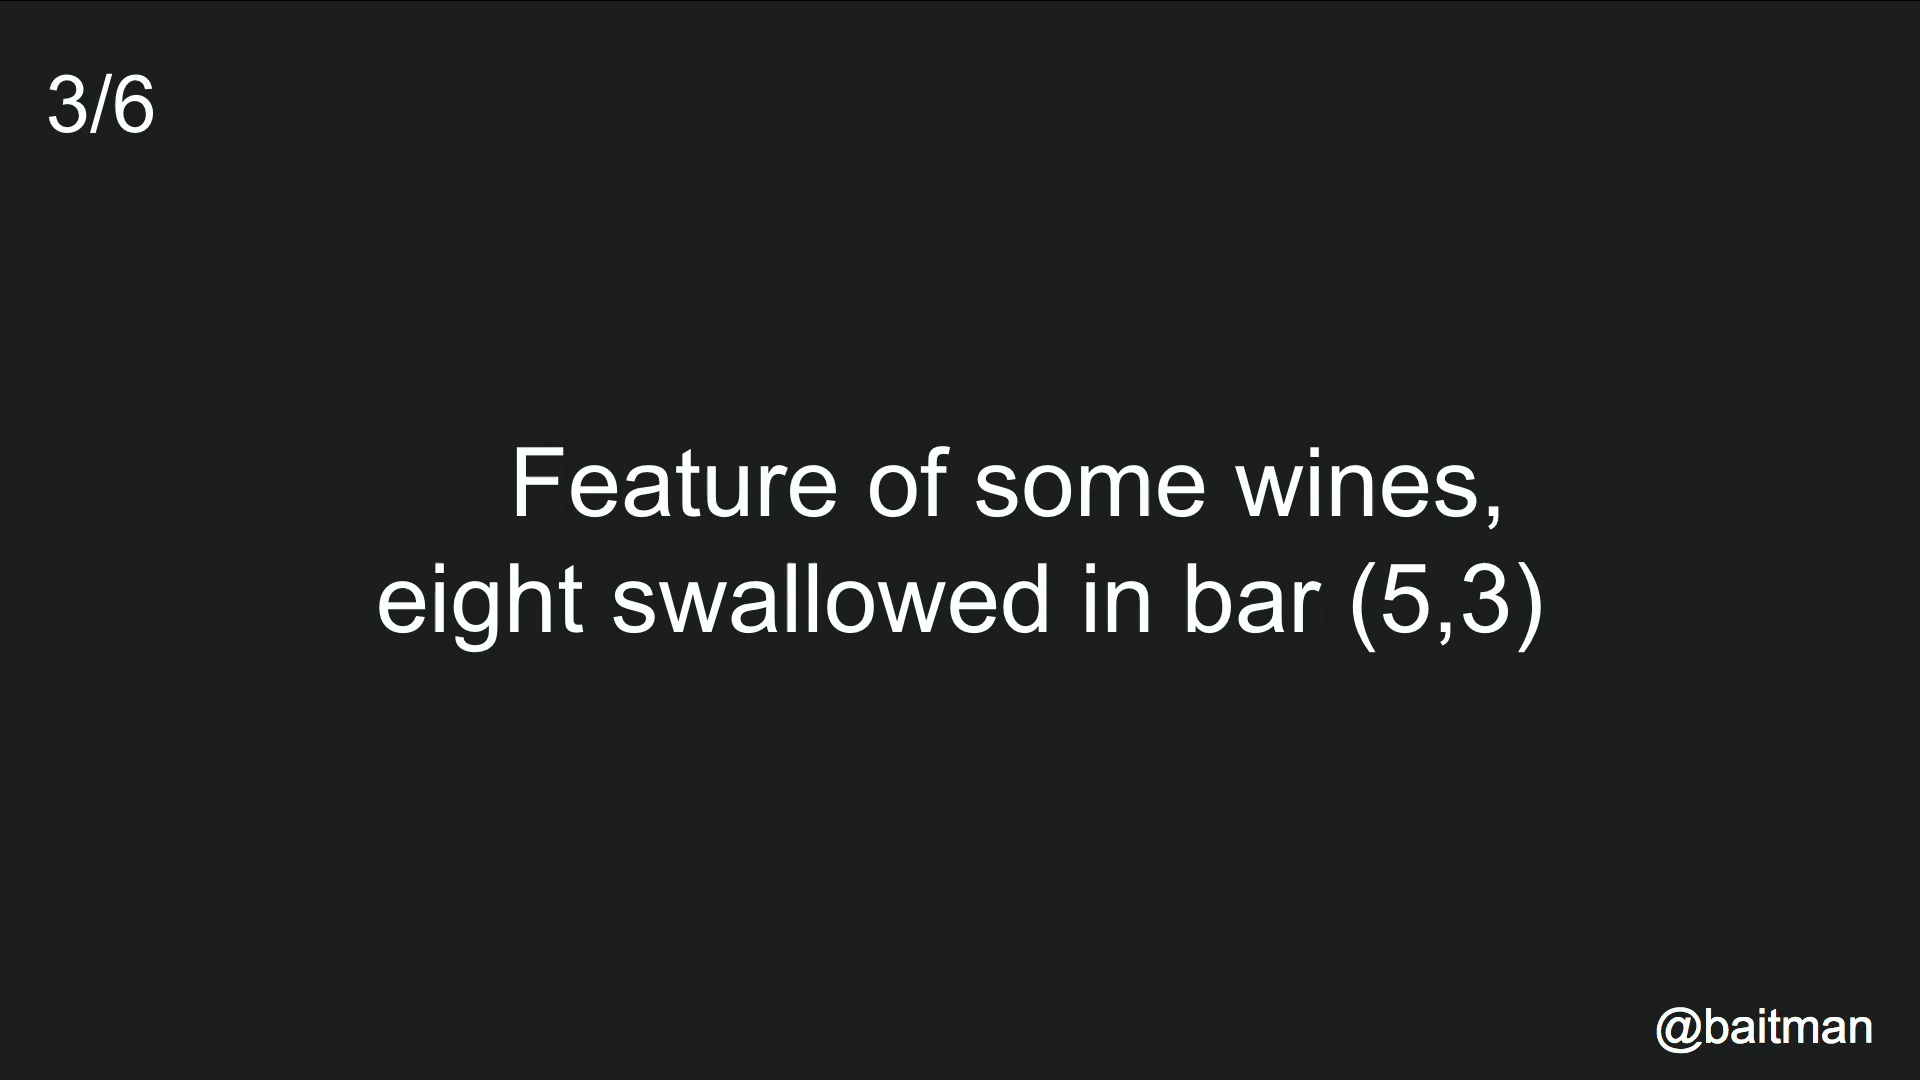 3/6
Feature of some wines,
eight swallowed in bar (5,3)
@baitman